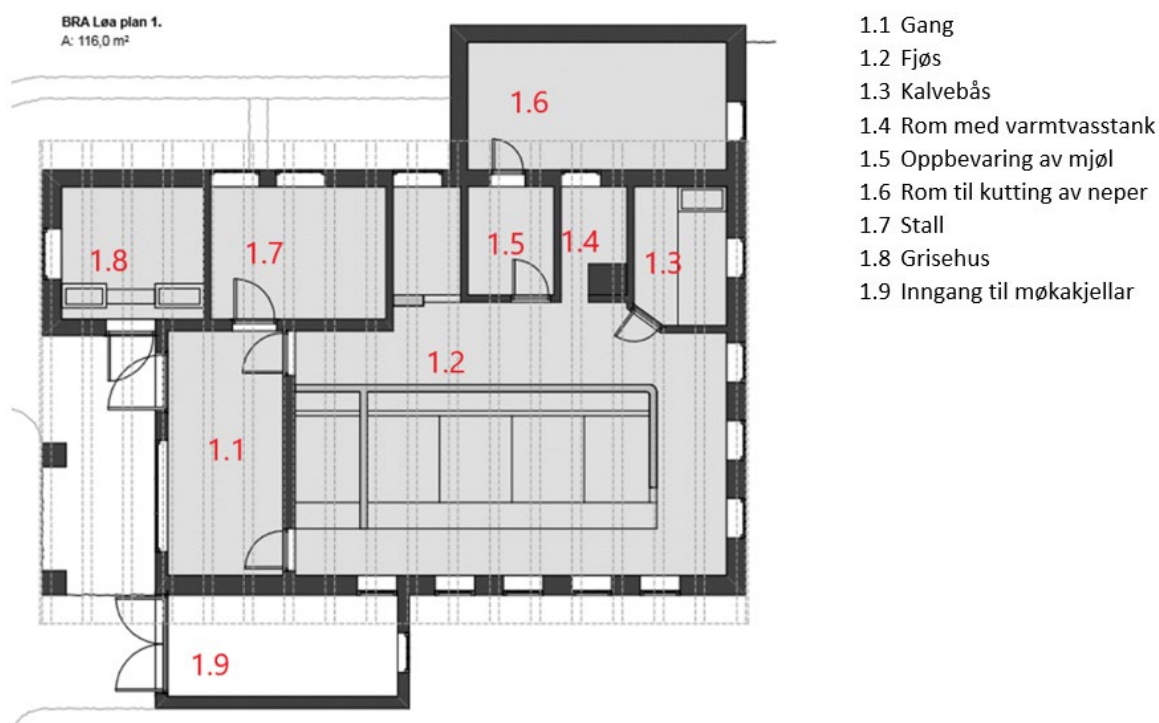 BRA Løa plan 1.
A: 116,0 m²
1.1 Gang
1.2 Fjøs
1.3 Kalvebås
1.4 Rom med varmtvasstank
1.5 Oppbevaring av mjøl
1.6 Rom til kutting av neper
1.7 Stall
1.8 Grisehus
1.9 Inngang til møkakjellar
1.6
1.8
1.7
1.5
1.4
1.3
1.2
1.1
1.9